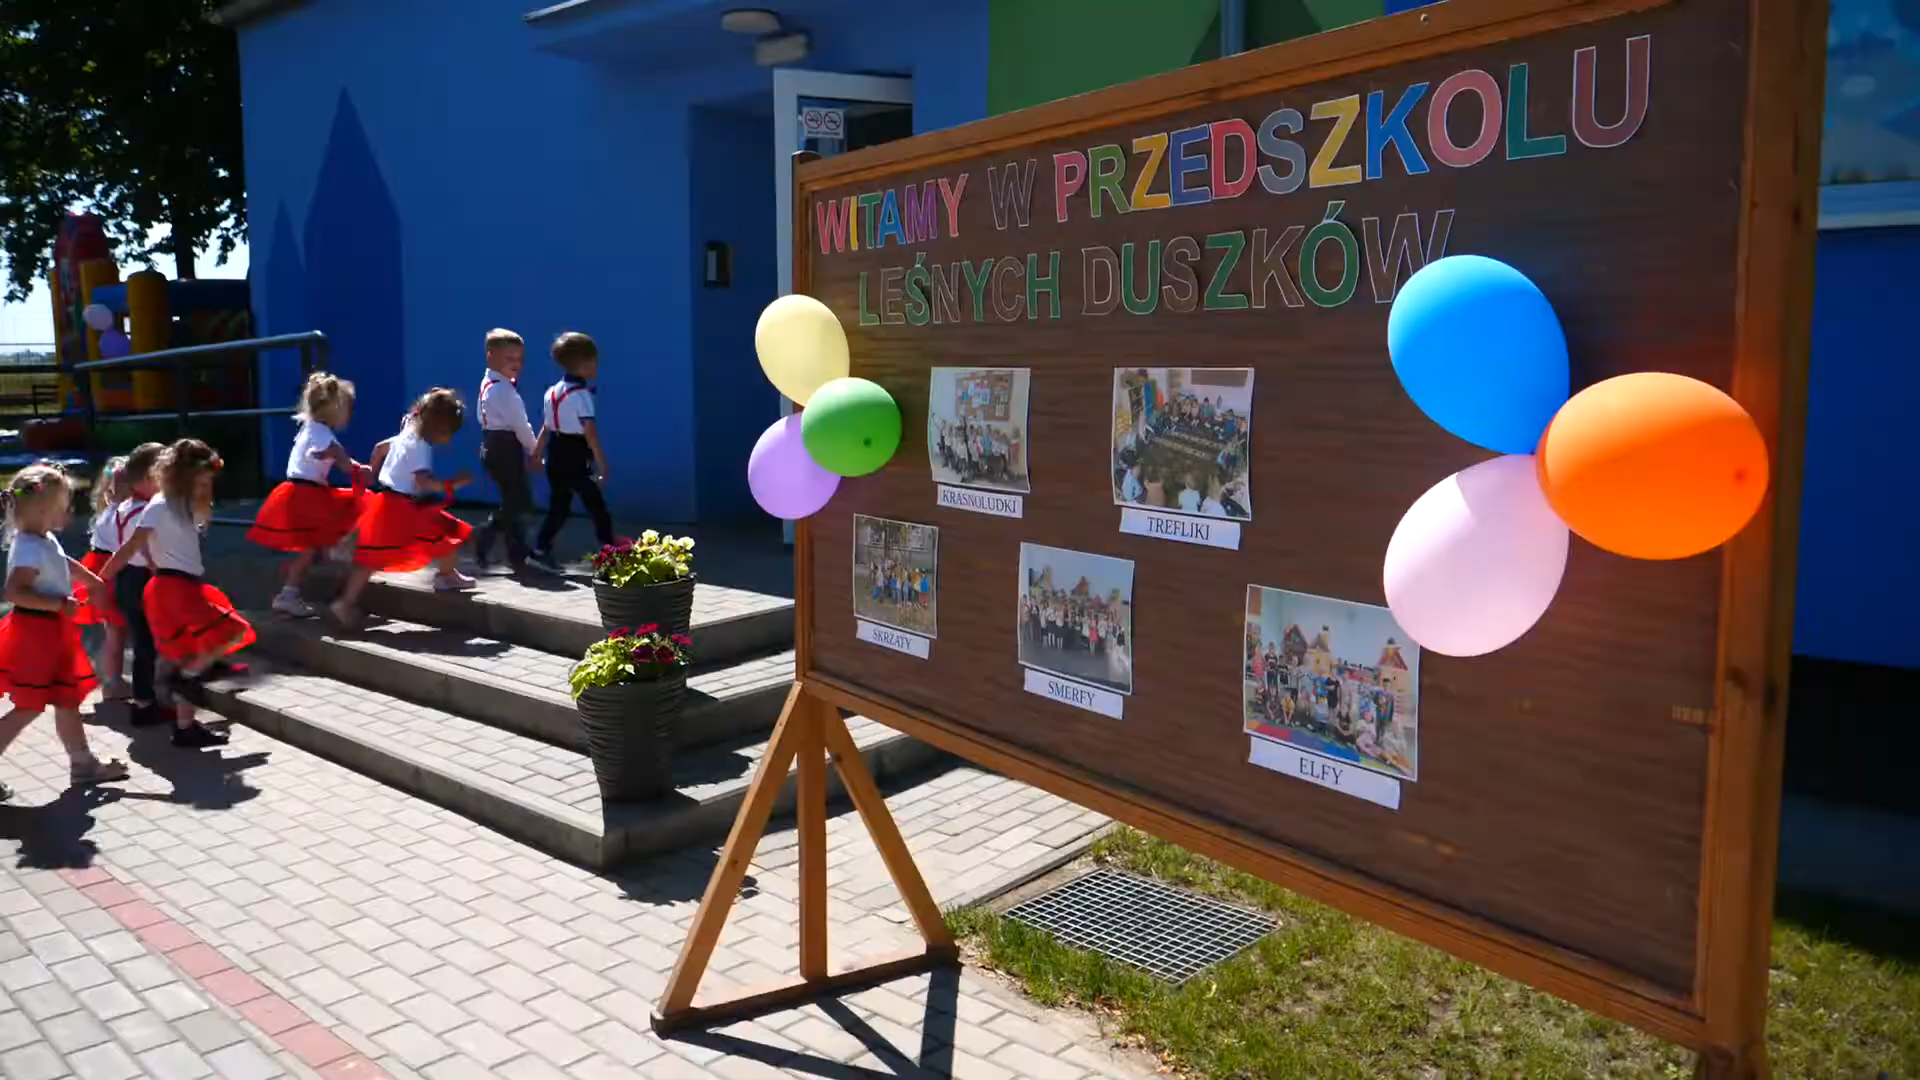 WITAMY W PRZEDSZKOLU
LEŚNYCH DUSZKÓW
KRASNOLUDKI
TREFLIKI
SKRZATY
SMERFY
ELFY